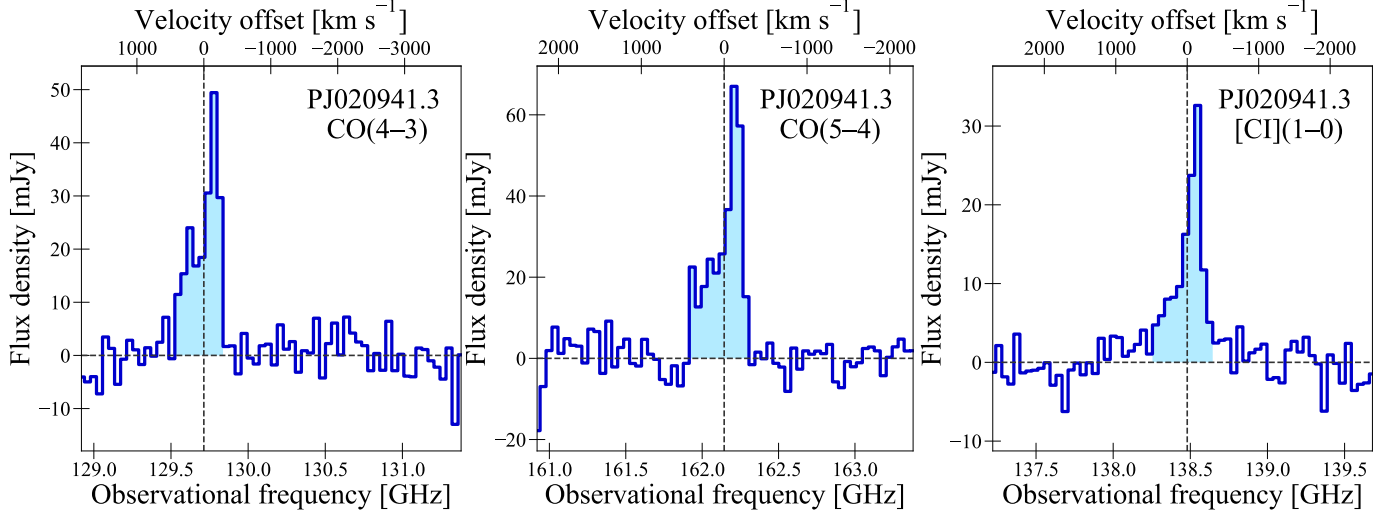 Velocity offset [km s⁻¹]
1000 0 −1000 −2000 −3000
PJ020941.3
CO(4–3)
Flux density [mJy]
50
40
30
20
10
0
−10
129.0 129.5 130.0 130.5 131.0
Observational frequency [GHz]
Velocity offset [km s⁻¹]
2000 1000 0 −1000 −2000
PJ020941.3
CO(5–4)
Flux density [mJy]
60
40
20
0
−20
161.0 161.5 162.0 162.5 163.0
Observational frequency [GHz]
Velocity offset [km s⁻¹]
2000 1000 0 −1000 −2000
PJ020941.3
[CI](1–0)
Flux density [mJy]
30
20
10
0
−10
137.5 138.0 138.5 139.0 139.5
Observational frequency [GHz]